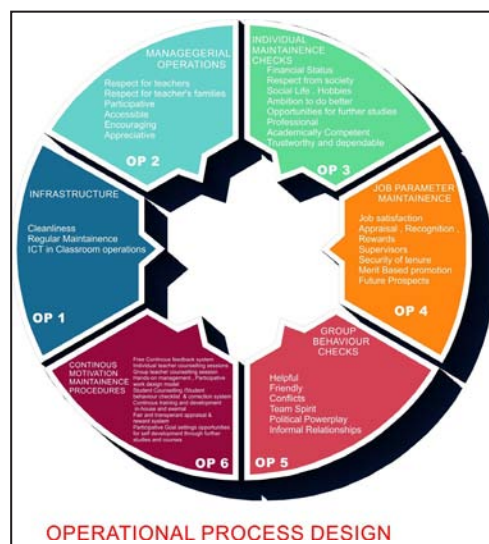 INFRASTRUCTURE
Cleanliness
Regular Maintainence
ICT in Classroom operations
OP 1
MANAGEGERIAL
OPERATIONS
Respect for teachers
Respect for teacher's families
Participative
Accessible
Encouraging
Appreciative
OP 2
INDIVIDUAL
MAINTAINENCE
CHECKS
Financial Status
Respect from society
Social Life , Hobbies
Ambition to do better
Opportunities for further studies
Professional
Academically Competent
Trustworthy and dependable
OP 3
JOB PARAMETER
MAINTAINENCE
Job satisfaction
Appraisal , Recognition ,
Rewards
Supervisors
Security of tenure
Merit Based promotion
Future Prospects
OP 4
GROUP
BEHAVIOUR
CHECKS
Helpful
Friendly
Conflicts
Team Spirit
Political Powerplay
Informal Relationships
OP 5
CONTINOUS
MOTIVATION
MAINTAINENCE
PROCEDURES
Free Continous feedback system
Individual teacher counselling sessions
Group teacher counselling session
Hands-on management , Participative
work design model
Student Counselling /Student
behaviour checklist & correction system
Continous training and development
in-house and
Fair and transparent appraisal &
reward system
Participative Goal settings opportunities
for self development through further
studies and courses
OP 6
OPERATIONAL PROCESS DESIGN